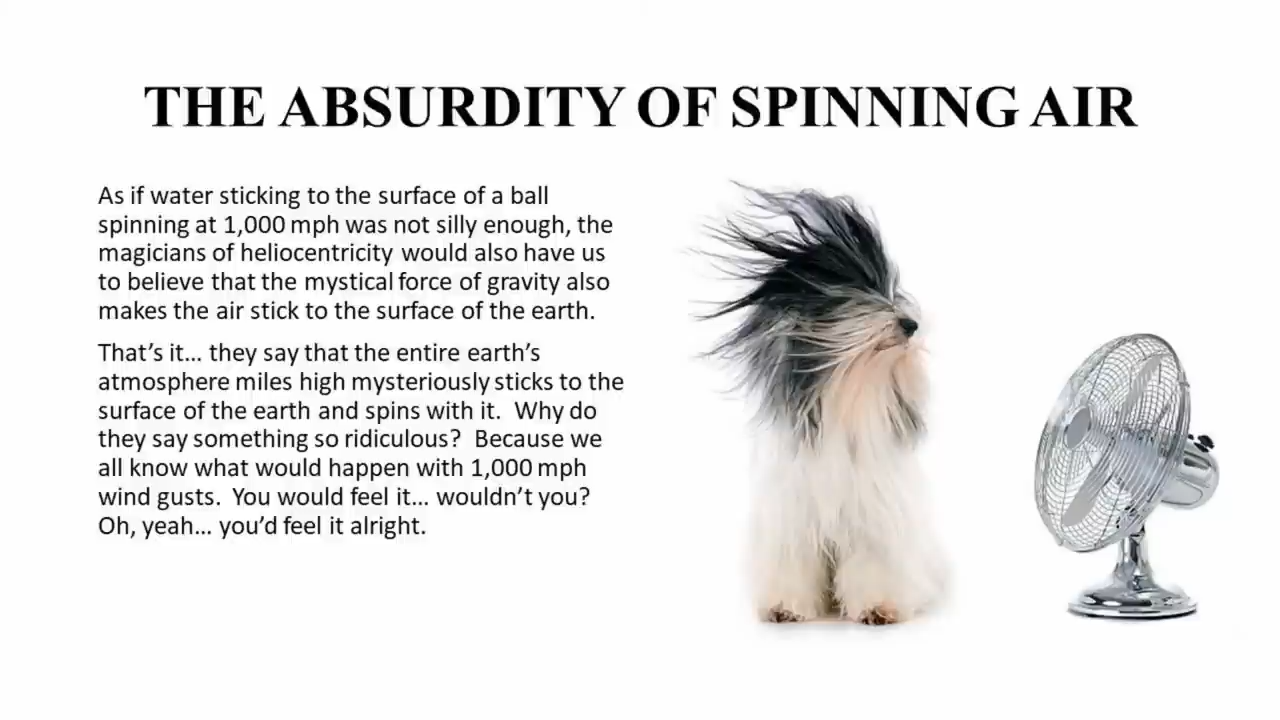 THE ABSURDITY OF SPINNING AIR
As if water sticking to the surface of a ball
spinning at 1,000 mph was not silly enough, the
magicians of heliocentricity would also have us
to believe that the mystical force of gravity also
makes the air stick to the surface of the earth.
That’s it… they say that the entire earth’s
atmosphere miles high mysteriously sticks to the
surface of the earth and spins with it.  Why do
they say something so ridiculous?  Because we
all know what would happen with 1,000 mph
wind gusts.  You would feel it… wouldn’t you?
Oh, yeah… you’d feel it alright.